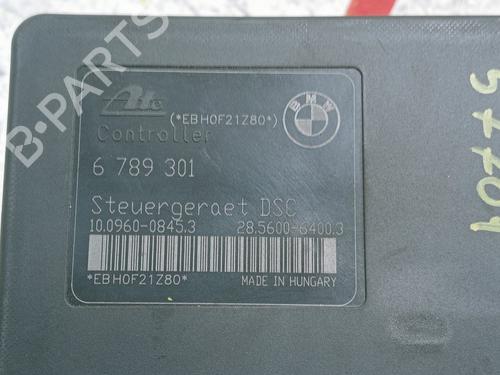 Ate
(*EBH0F21Z80*)
BMW
Controller
6 789 301
Steuergeraet DSC
10.0960-0845.3
28.5600-6400.3
*EBH0F21Z80*
MADE IN HUNGARY
B-PARTS